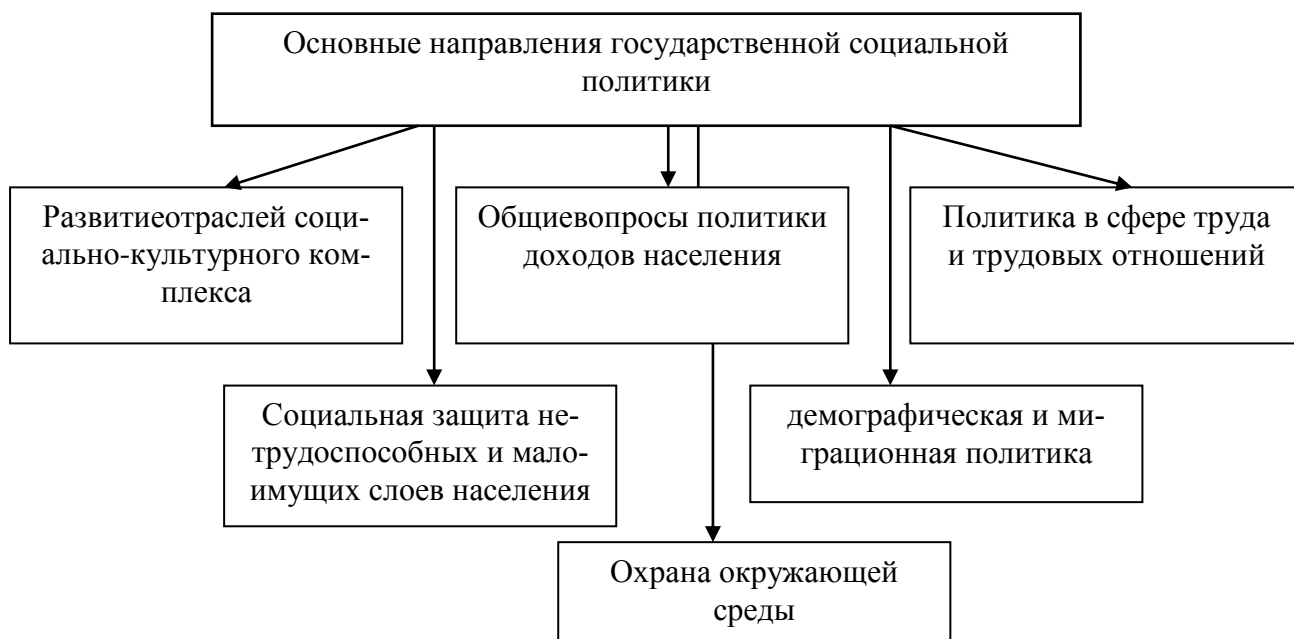 Основные направления государственной социальной
политики
Развитиеотраслей соци-
ально-культурного ком-
плекса
Общиевопросы политики
доходов населения
Политика в сфере труда
и трудовых отношений
Социальная защита не-
трудоспособных и мало-
имущих слоев населения
демографическая и ми-
грационная политика
Охрана окружающей
среды